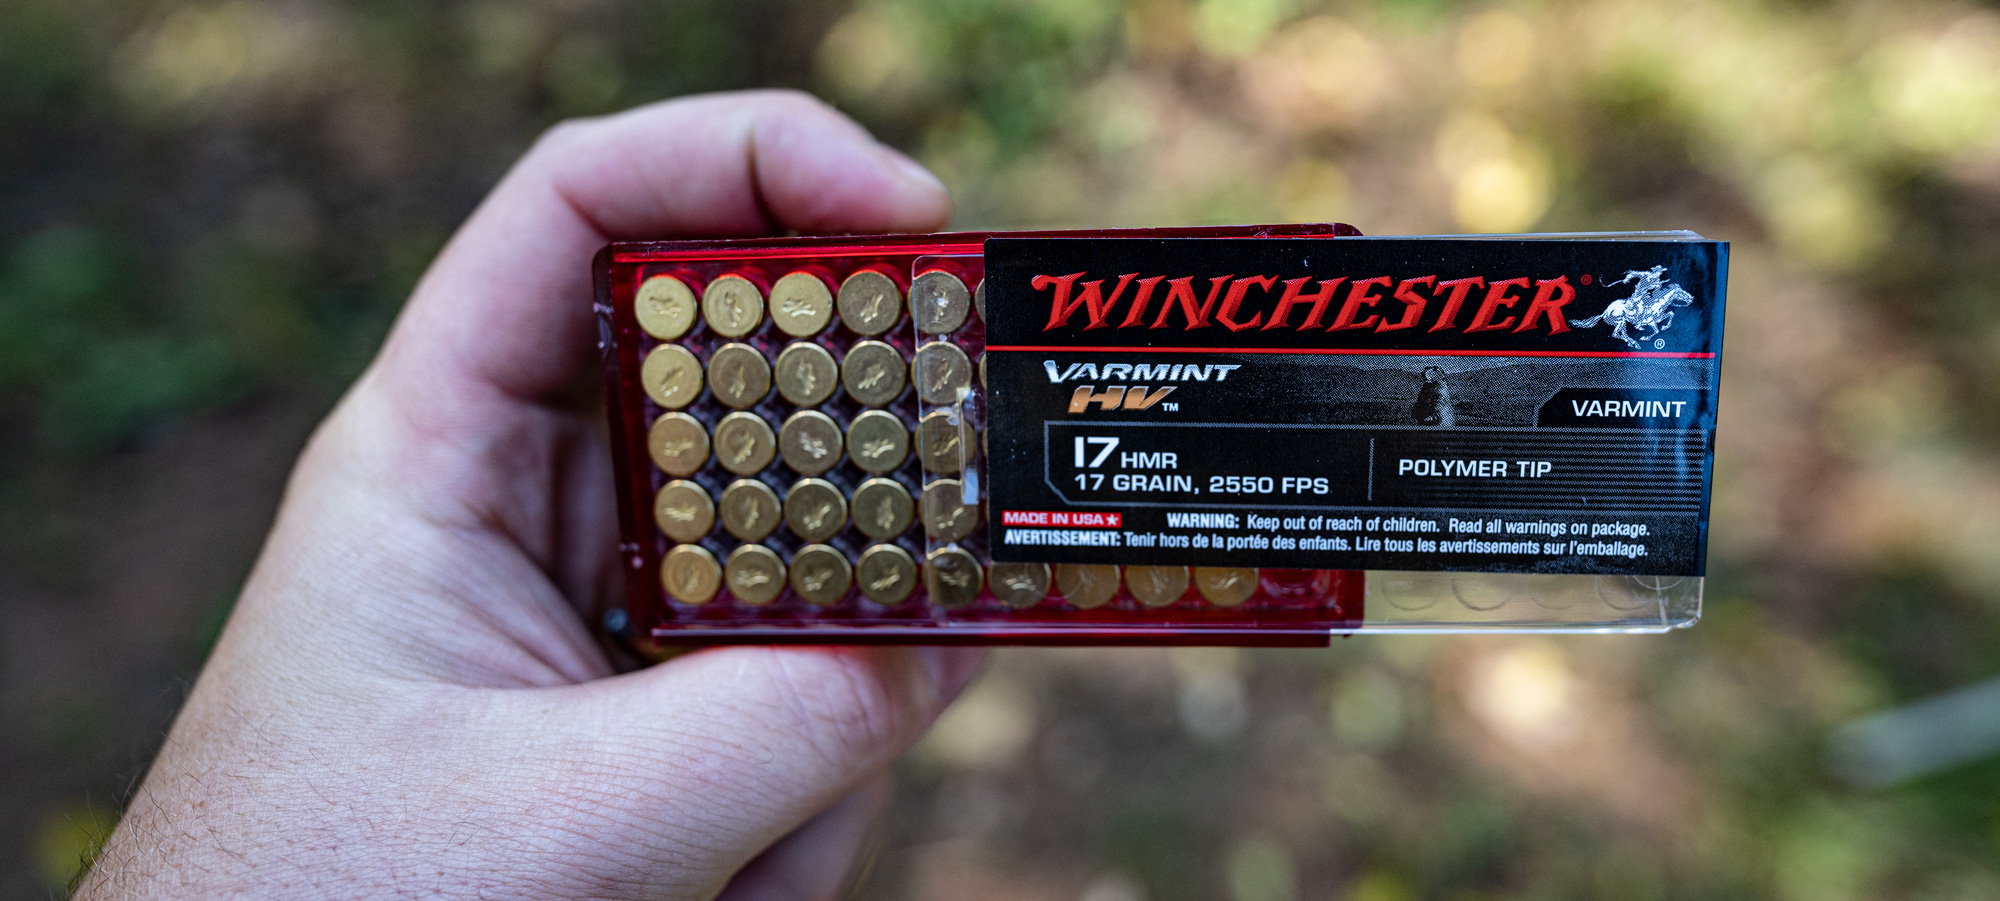 WINCHESTER®
®
VARMINT
HV™
VARMINT
17 HMR
17 GRAIN, 2550 FPS
POLYMER TIP
MADE IN USA★
WARNING: Keep out of reach of children. Read all warnings on package.
AVERTISSEMENT: Tenir hors de la portée des enfants. Lire tous les avertissements sur l'emballage.